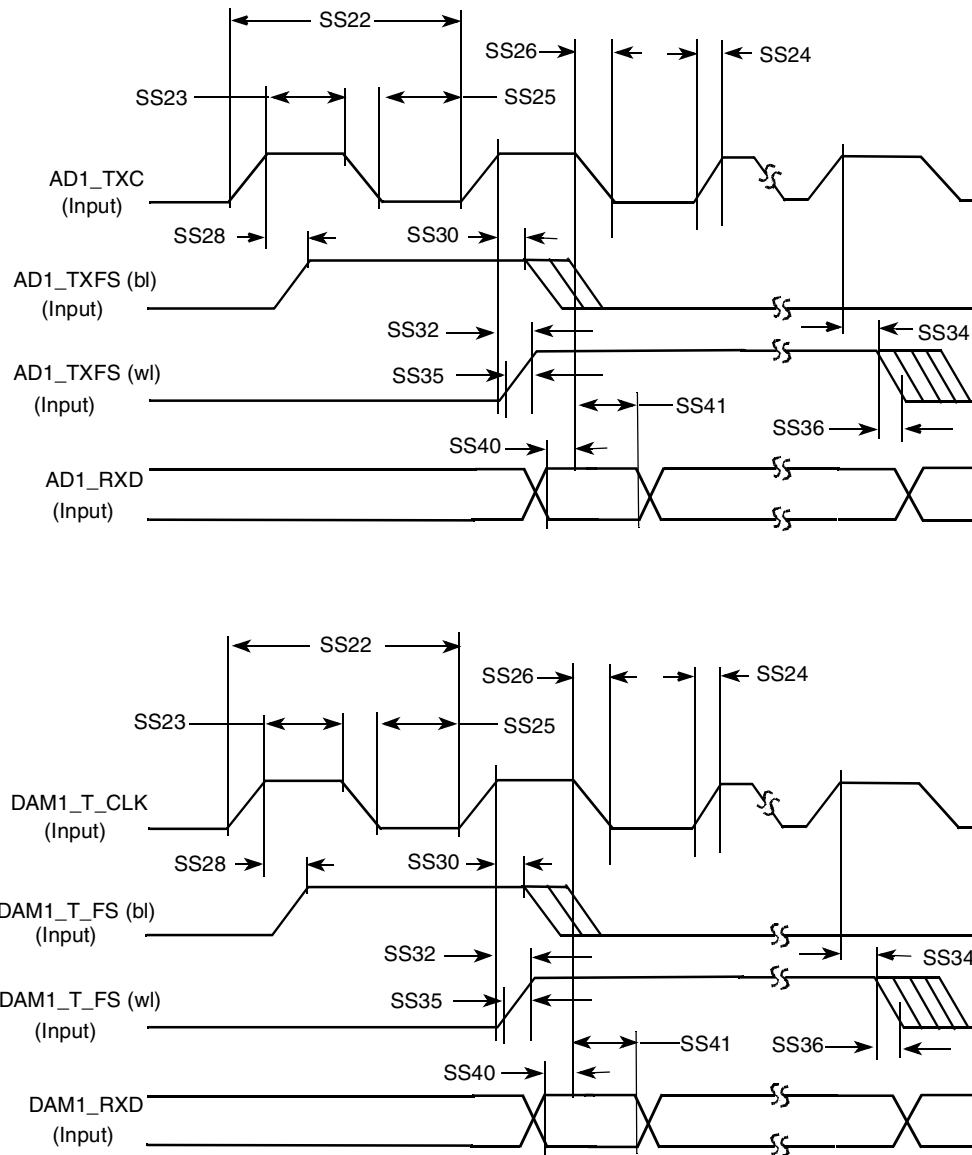 SS22
SS26
SS24
SS23
SS25
AD1_TXC
(Input)
SS28
SS30
AD1_TXFS (bl)
(Input)
SS32
SS34
AD1_TXFS (wl)
(Input)
SS35
SS41
SS36
SS40
AD1_RXD
(Input)
SS22
SS26
SS24
SS23
SS25
DAM1_T_CLK
(Input)
SS28
SS30
DAM1_T_FS (bl)
(Input)
SS32
SS34
DAM1_T_FS (wl)
(Input)
SS35
SS41
SS36
SS40
DAM1_RXD
(Input)